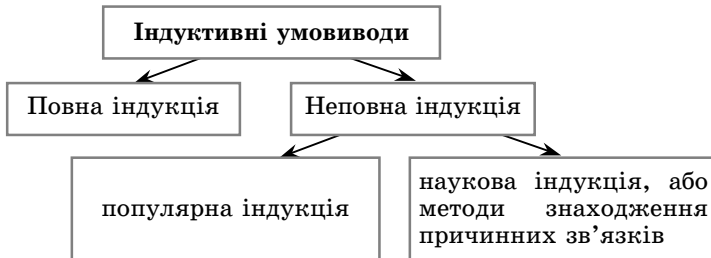 Індуктивні умовиводи
Повна індукція
Неповна індукція
популярна індукція
наукова індукція, або
методи знаходження
причинних зв’язків